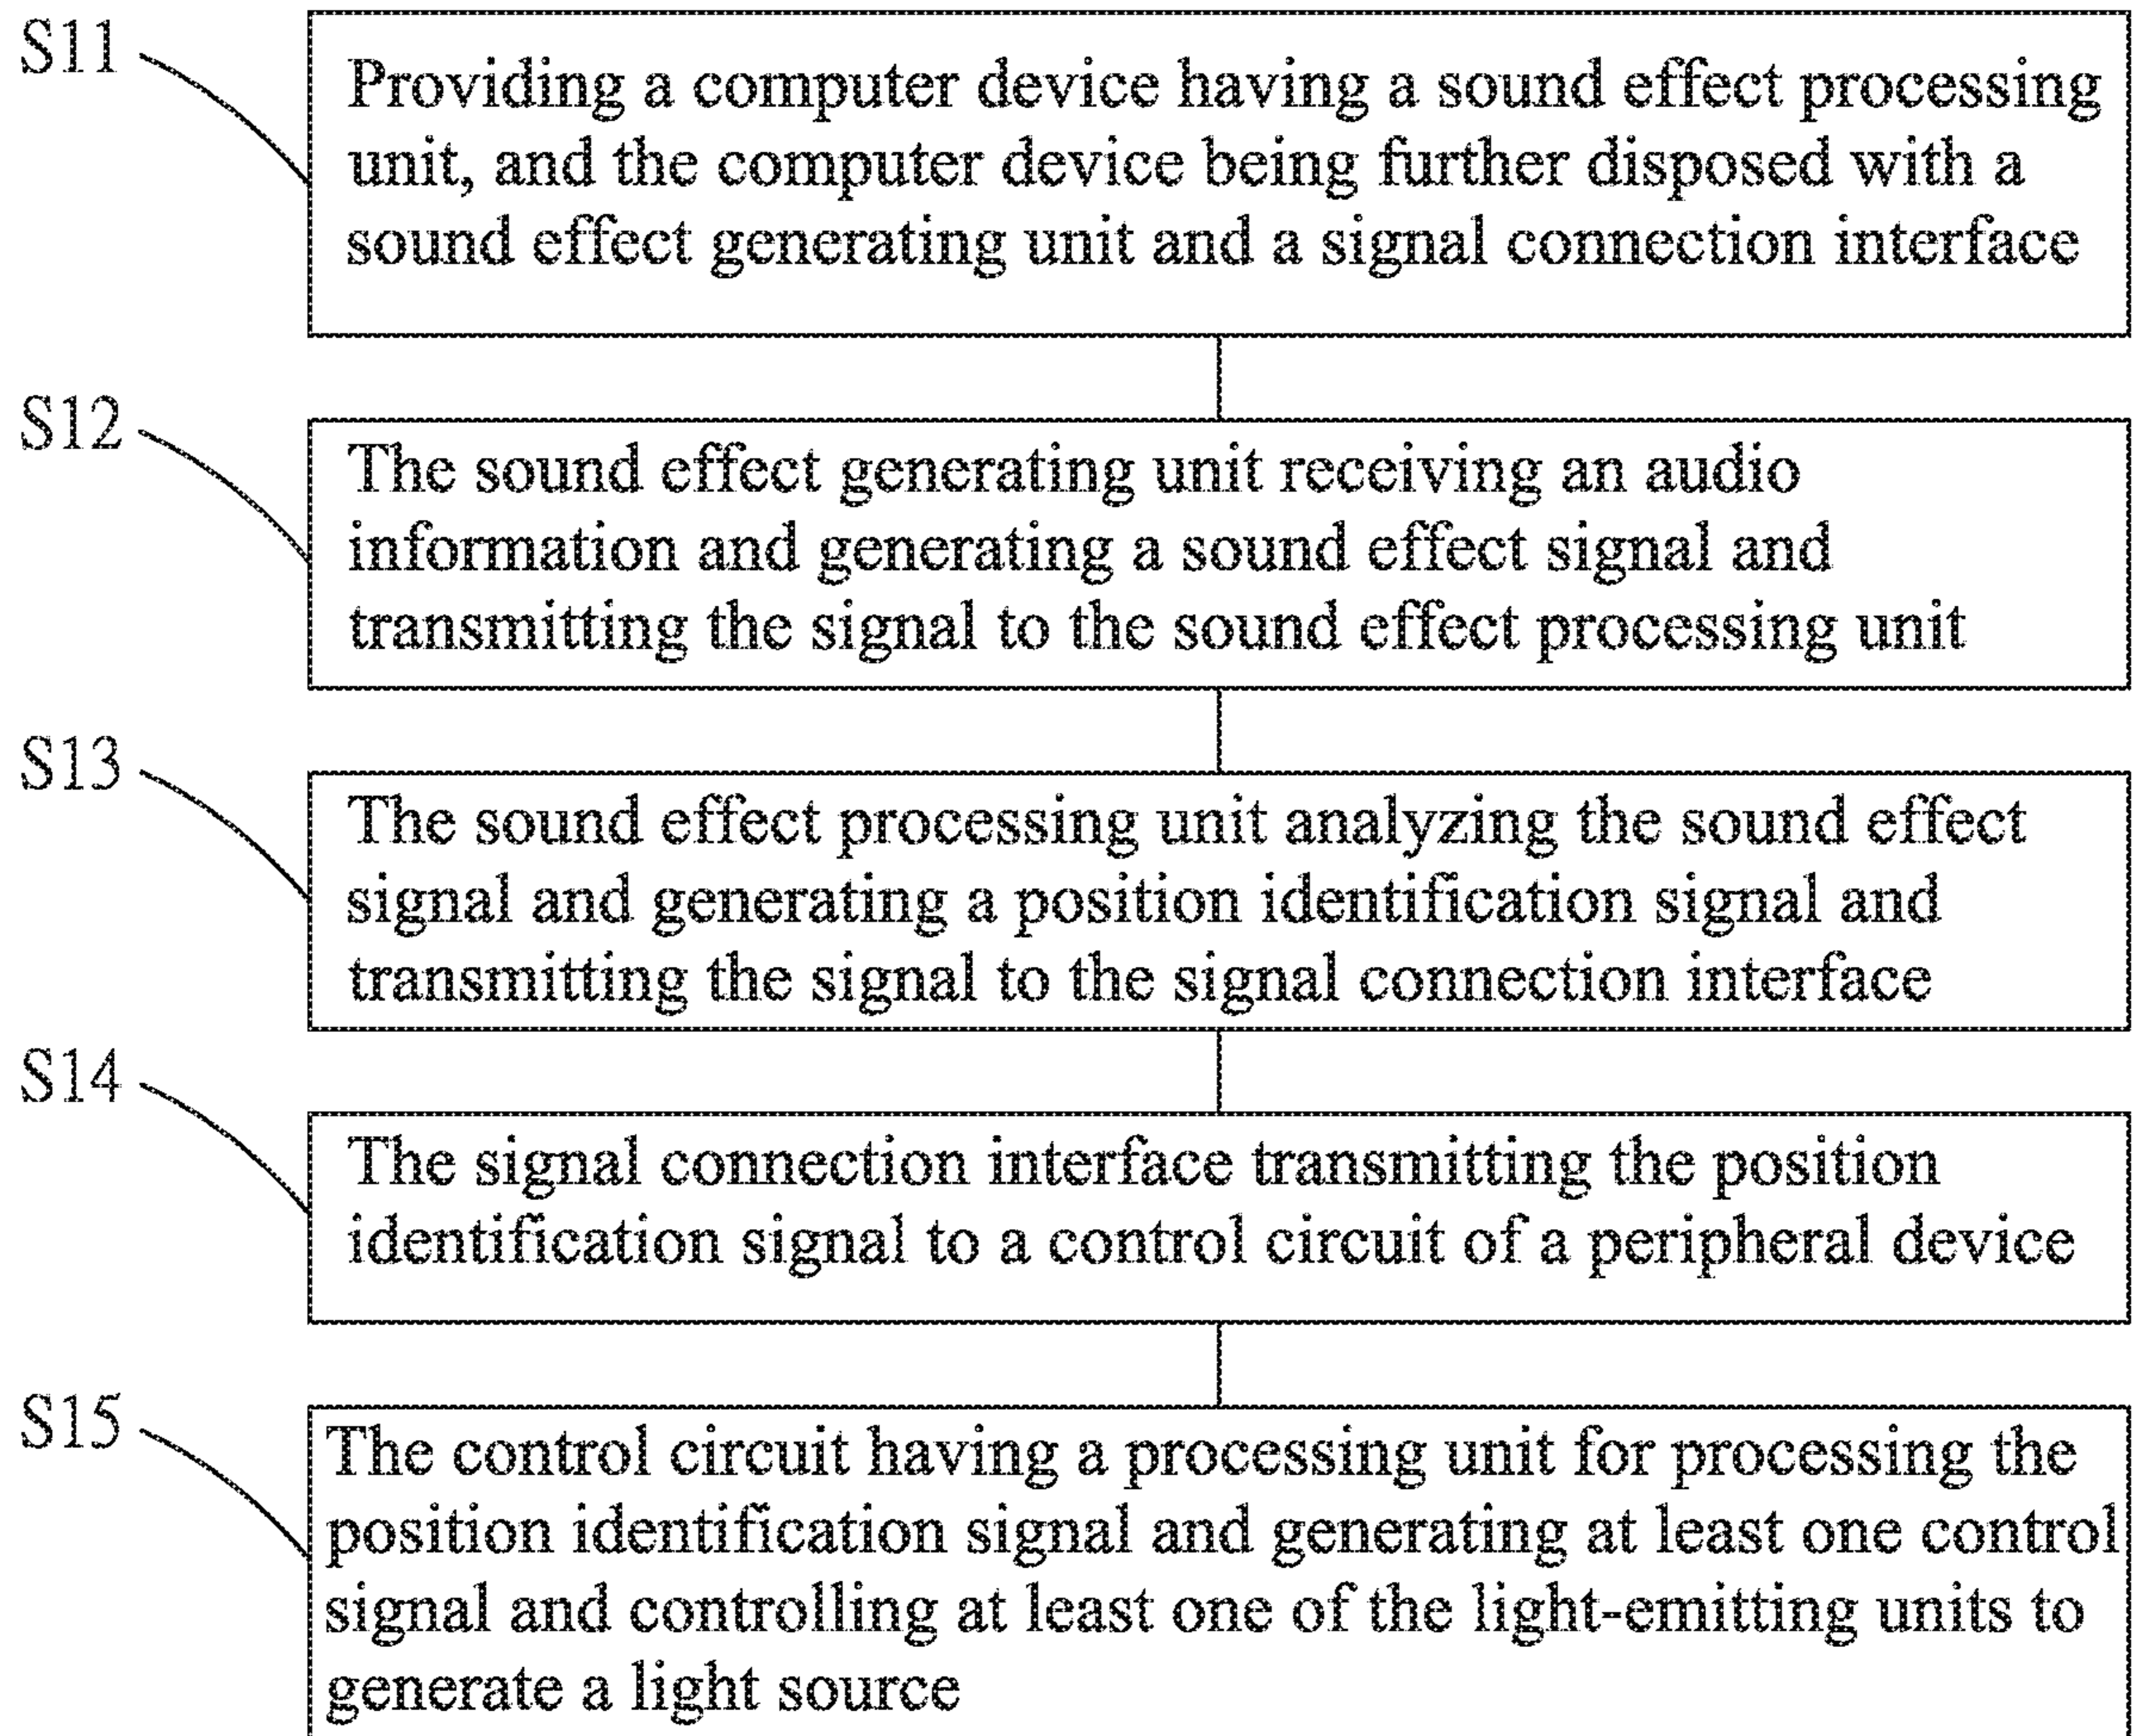 S11
Providing a computer device having a sound effect processing
unit, and the computer device being further disposed with a
sound effect generating unit and a signal connection interface
S12
The sound effect generating unit receiving an audio
information and generating a sound effect signal and
transmitting the signal to the sound effect processing unit
S13
The sound effect processing unit analyzing the sound effect
signal and generating a position identification signal and
transmitting the signal to the signal connection interface
S14
The signal connection interface transmitting the position
identification signal to a control circuit of a peripheral device
S15
The control circuit having a processing unit for processing the
position identification signal and generating at least one control
signal and controlling at least one of the light-emitting units to
generate a light source